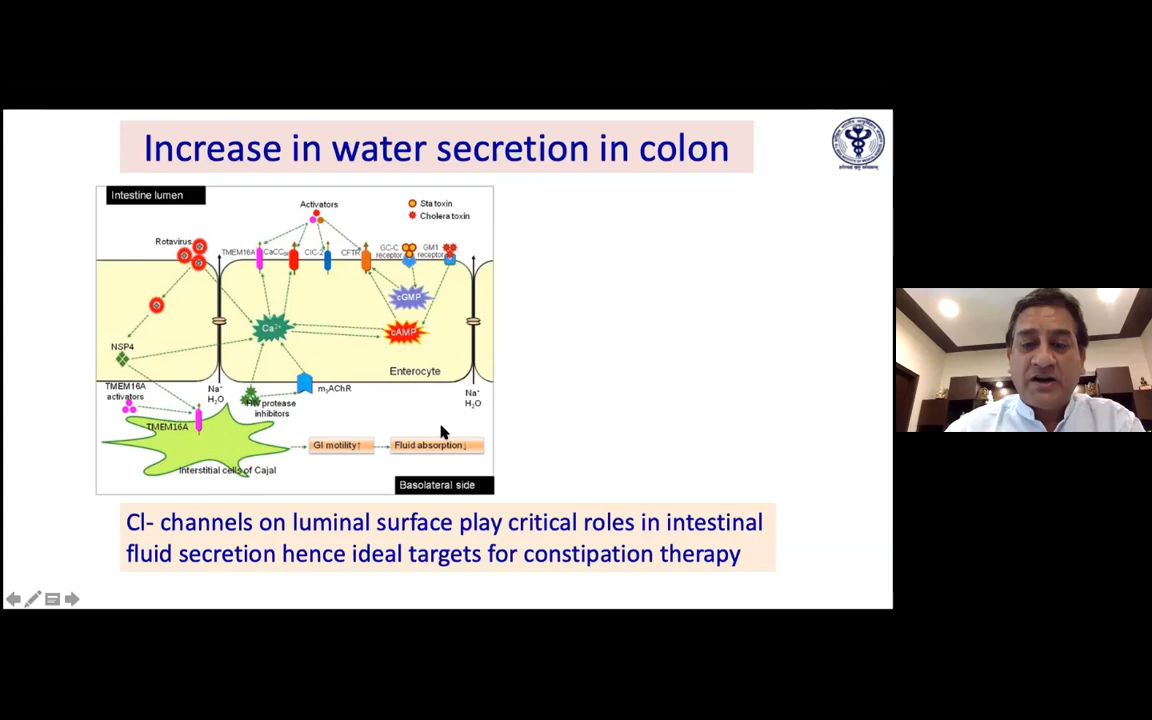 Increase in water secretion in colon
Intestine lumen
Activators
Sta toxin
Cholera toxin
Rotavirus
TMEM16A
CaCC
ClC-2
CFTR
GC-C
receptor
GM1
receptor
cGMP
Ca2+
cAMP
NSP4
Enterocyte
TMEM16A
activators
Na+
H2O
m3AChR
HIV protease
inhibitors
Na+
H2O
TMEM16A
GI motility↑
Fluid absorption↓
Interstitial cells of Cajal
Basolateral side
Cl- channels on luminal surface play critical roles in intestinal
fluid secretion hence ideal targets for constipation therapy